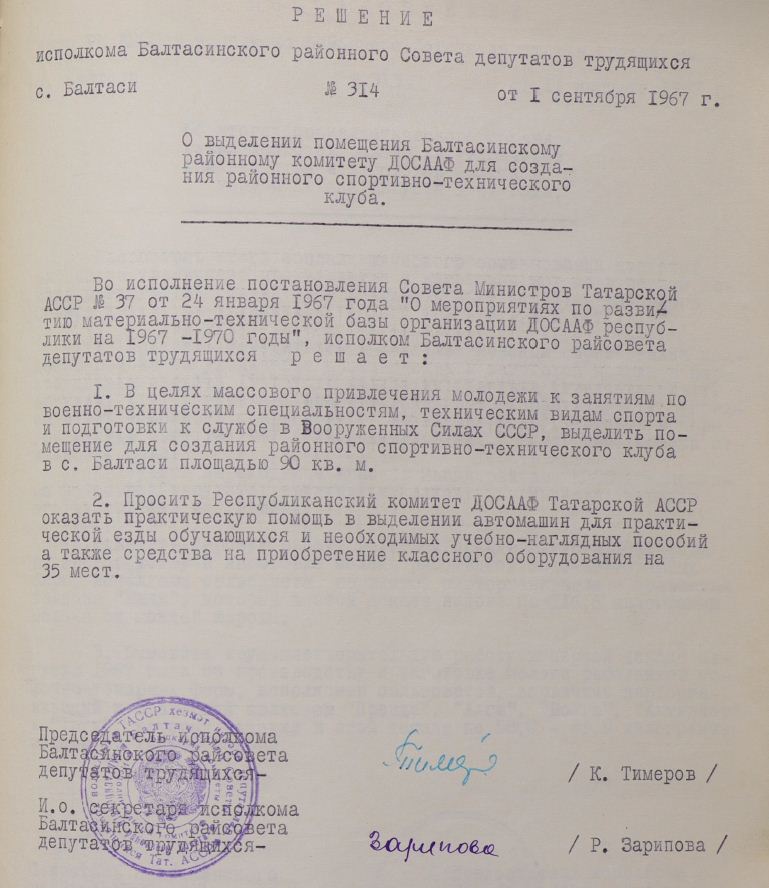 РЕШЕНИЕ
исполкома Балтасинского районного Совета депутатов трудящихся
с. Балтаси № 314 от I сентября 1967 г.
О выделении помещения Балтасинскому
районному комитету ДОСААФ для созда-
ния районного спортивно-технического
клуба.
Во исполнение постановления Совета Министров Татарской
АССР № 37 от 24 января 1967 года "О мероприятиях по разви-
тию материально-технической базы организации ДОСААФ респуб-
лики на 1967 -1970 годы", исполком Балтасинского райсовета
депутатов трудящихся решает:
I. В целях массового привлечения молодежи к занятиям по
военно-техническим специальностям, техническим видам спорта
и подготовки к службе в Вооруженных Силах СССР, выделить по-
мещение для создания районного спортивно-технического клуба
в с. Балтаси площадью 90 кв. м.
2. Просить Республиканский комитет ДОСААФ Татарской АССР
оказать практическую помощь в выделении автомашин для практи-
ческой езды обучающихся и необходимых учебно-наглядных пособий
а также средства на приобретение классного оборудования на
35 мест.
Председатель исполкома
Балтасинского райсовета
депутатов трудящихся- Тимер / К. Тимеров /
И.о. секретаря исполкома
Балтасинского райсовета
депутатов трудящихся- Зарипова / Р. Зарипова /
ТАССР хезмәт
Тат. АССР